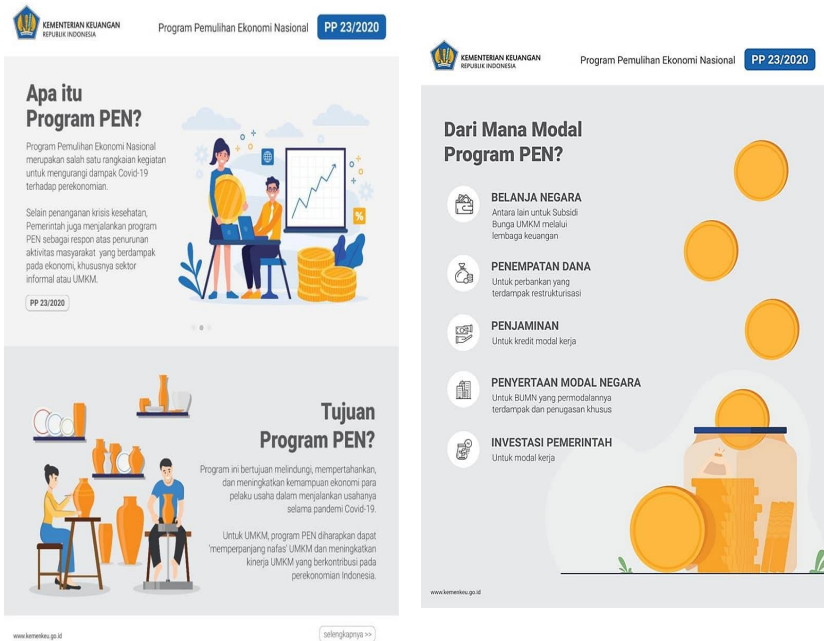 KEMENTERIAN KEUANGAN
REPUBLIK INDONESIA
Program Pemulihan Ekonomi Nasional
PP 23/2020
Apa itu
Program PEN?
Program Pemulihan Ekonomi Nasional
merupakan salah satu rangkaian kegiatan
untuk mengurangi dampak Covid-19
terhadap perekonomian.
Selain penanganan krisis kesehatan,
Pemerintah juga menjalankan program
PEN sebagai respon atas penurunan
aktivitas masyarakat yang berdampak
pada ekonomi, khususnya sektor
informal atau UMKM.
PP 23/2020
%
Tujuan
Program PEN?
Program ini bertujuan melindungi, mempertahankan,
dan meningkatkan kemampuan ekonomi para
pelaku usaha dalam menjalankan usahanya
selama pandemi Covid-19.
Untuk UMKM, program PEN diharapkan dapat
'memperpanjang nafas' UMKM dan meningkatkan
kinerja UMKM yang berkontribusi pada
perekonomian Indonesia.
www.kemenkeu.go.id
selengkapnya >>
KEMENTERIAN KEUANGAN
REPUBLIK INDONESIA
Program Pemulihan Ekonomi Nasional
PP 23/2020
Dari Mana Modal
Program PEN?
BELANJA NEGARA
Antara lain untuk Subsidi
Bunga UMKM melalui
lembaga keuangan
PENEMPATAN DANA
Untuk perbankan yang
terdampak restrukturisasi
PENJAMINAN
Untuk kredit modal kerja
PENYERTAAN MODAL NEGARA
Untuk BUMN yang permodalannya
terdampak dan penugasan khusus
INVESTASI PEMERINTAH
Untuk modal kerja
www.kemenkeu.go.id